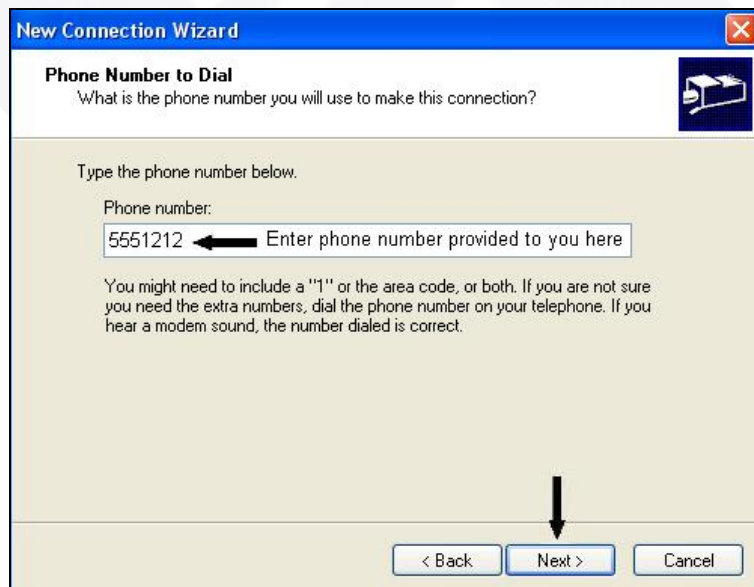 New Connection Wizard
Phone Number to Dial
What is the phone number you will use to make this connection?
Type the phone number below.
Phone number:
5551212 Enter phone number provided to you here
You might need to include a "1" or the area code, or both. If you are not sure
you need the extra numbers, dial the phone number on your telephone. If you
hear a modem sound, the number dialed is correct.
< Back Next > Cancel